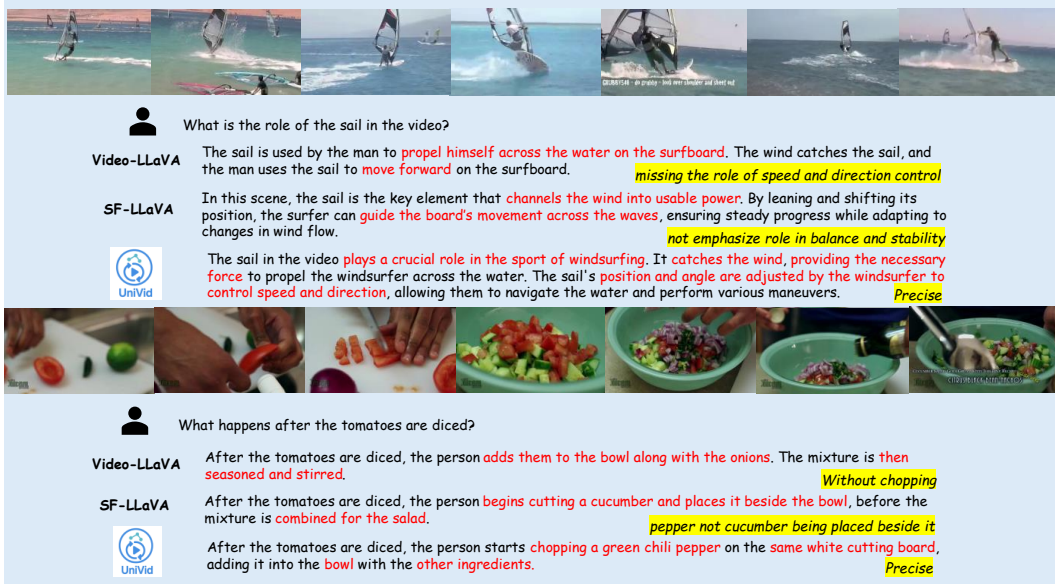 GRUBBYS4B - do grubby - look over shoulder and sheet out
What is the role of the sail in the video?
Video-LLaVA
The sail is used by the man to propel himself across the water on the surfboard. The wind catches the sail, and
the man uses the sail to move forward on the surfboard.
missing the role of speed and direction control
SF-LLaVA
In this scene, the sail is the key element that channels the wind into usable power. By leaning and shifting its
position, the surfer can guide the board's movement across the waves, ensuring steady progress while adapting to
changes in wind flow.
not emphasize role in balance and stability
UniVid
The sail in the video plays a crucial role in the sport of windsurfing. It catches the wind, providing the necessary
force to propel the windsurfer across the water. The sail's position and angle are adjusted by the windsurfer to
control speed and direction, allowing them to navigate the water and perform various maneuvers.
Precise
What happens after the tomatoes are diced?
Video-LLaVA
After the tomatoes are diced, the person adds them to the bowl along with the onions. The mixture is then
seasoned and stirred.
Without chopping
SF-LLaVA
After the tomatoes are diced, the person begins cutting a cucumber and places it beside the bowl, before the
mixture is combined for the salad.
pepper not cucumber being placed beside it
UniVid
After the tomatoes are diced, the person starts chopping a green chili pepper on the same white cutting board,
adding it into the bowl with the other ingredients.
Precise